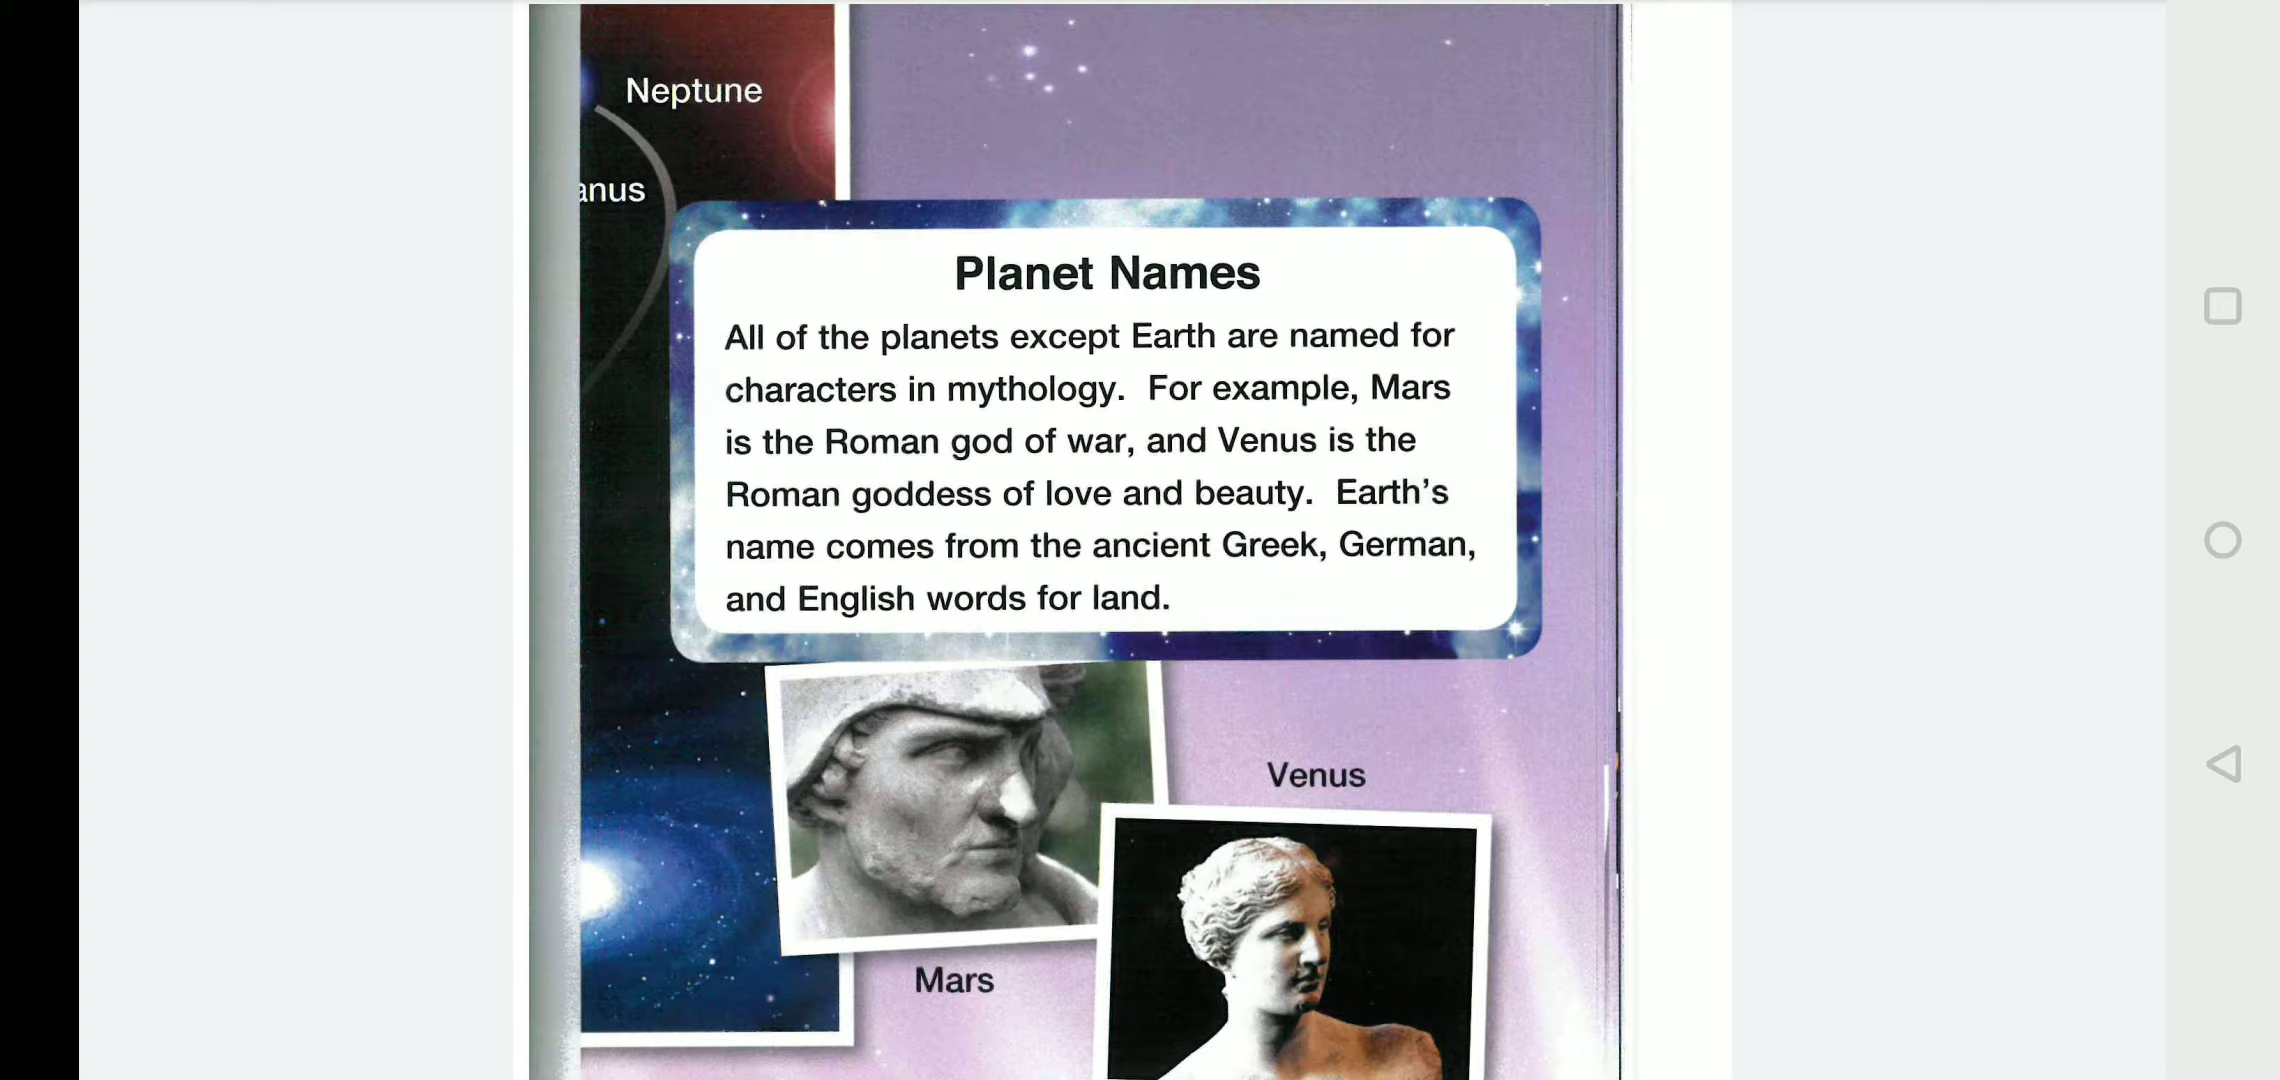 Neptune
anus
Planet Names
All of the planets except Earth are named for
characters in mythology. For example, Mars
is the Roman god of war, and Venus is the
Roman goddess of love and beauty. Earth's
name comes from the ancient Greek, German,
and English words for land.
Venus
Mars